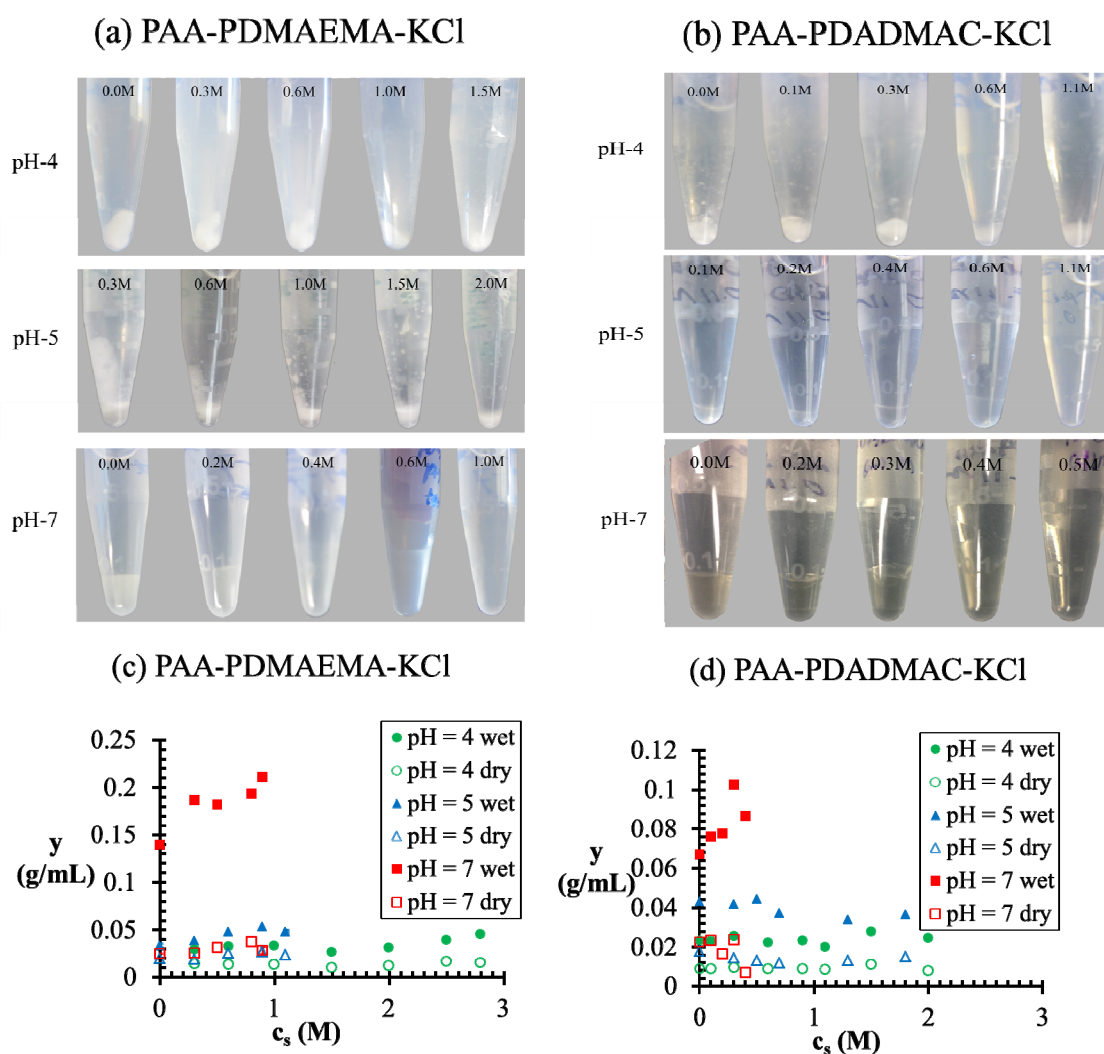 (a) PAA-PDMAEMA-KCl
(b) PAA-PDADMAC-KCl
pH-4
0.0M 0.3M 0.6M 1.0M 1.5M
pH-4
0.0M 0.1M 0.3M 0.6M 1.1M
pH-5
0.3M 0.6M 1.0M 1.5M 2.0M
pH-5
0.1M 0.2M 0.4M 0.6M 1.1M
pH-7
0.0M 0.2M 0.4M 0.6M 1.0M
pH-7
0.0M 0.2M 0.3M 0.4M 0.5M
(c) PAA-PDMAEMA-KCl
y
(g/mL)
0.25
0.2
0.15
0.1
0.05
0
0 1 2 3
c_s (M)
pH = 4 wet
pH = 4 dry
pH = 5 wet
pH = 5 dry
pH = 7 wet
pH = 7 dry
(d) PAA-PDADMAC-KCl
y
(g/mL)
0.12
0.1
0.08
0.06
0.04
0.02
0
0 1 2 3
c_s (M)
pH = 4 wet
pH = 4 dry
pH = 5 wet
pH = 5 dry
pH = 7 wet
pH = 7 dry